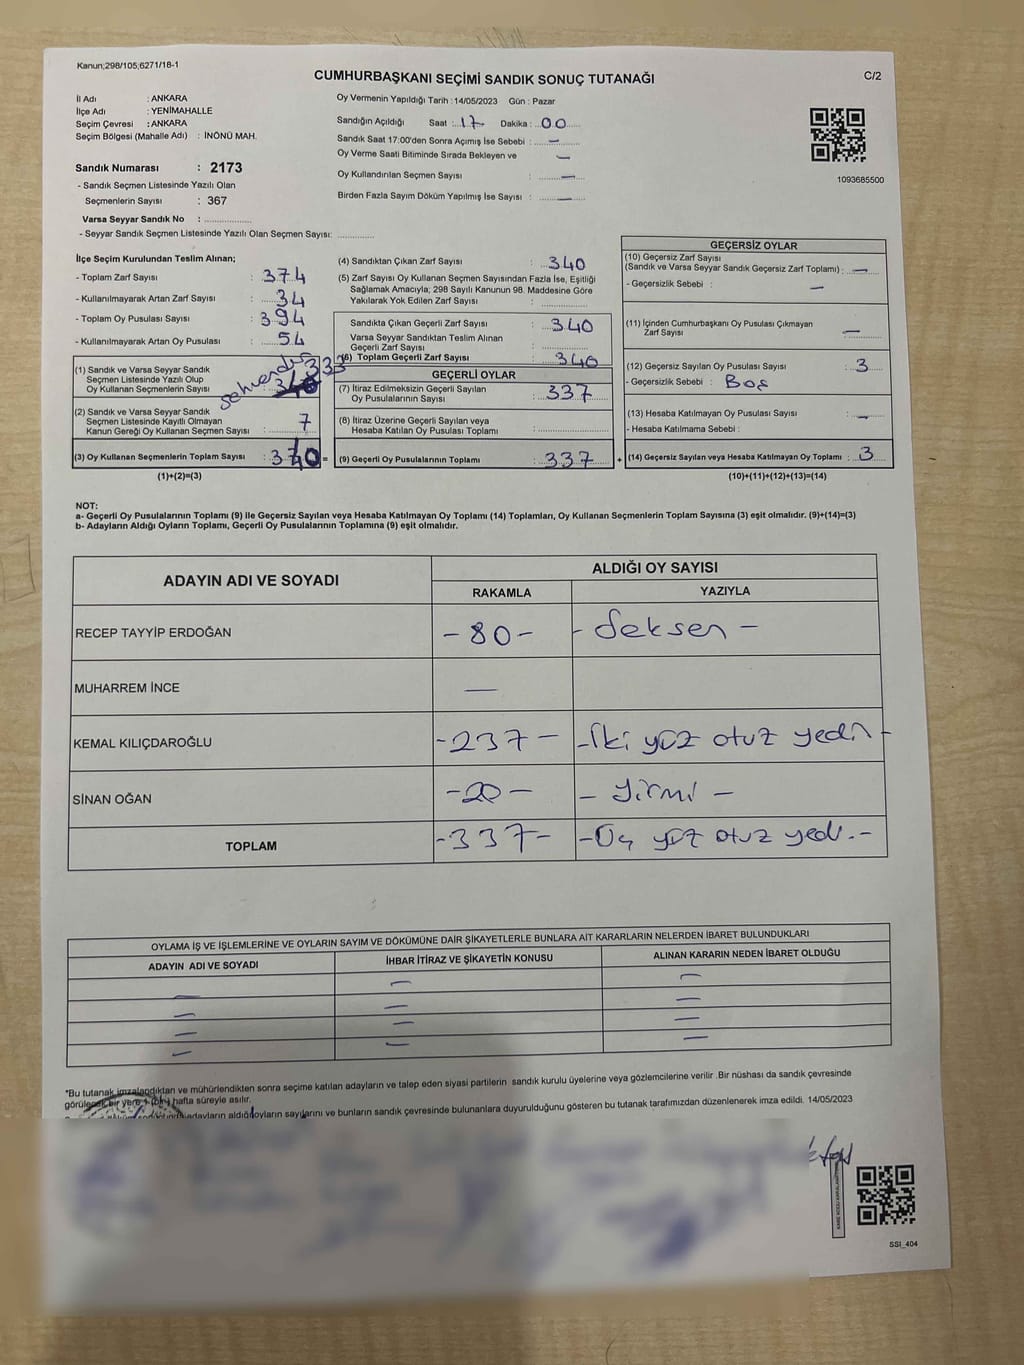 Kanun;298/105;6271/18-1
CUMHURBAŞKANI SEÇİMİ SANDIK SONUÇ TUTANAĞI
C/2
İl Adı : ANKARA
İlçe Adı : YENİMAHALLE
Seçim Çevresi : ANKARA
Seçim Bölgesi (Mahalle Adı) : İNÖNÜ MAH.
Sandık Numarası : 2173
- Sandık Seçmen Listesinde Yazılı Olan
Seçmenlerin Sayısı : 367
Varsa Seyyar Sandık No : ....................
- Seyyar Sandık Seçmen Listesinde Yazılı Olan Seçmen Sayısı: ...............
Oy Vermenin Yapıldığı Tarih : 14/05/2023 Gün : Pazar
Sandığın Açıldığı Saat : 17 Dakika : 00
Sandık Saat 17:00'den Sonra Açımış İse Sebebi : —
Oy Verme Saati Bitiminde Sırada Bekleyen ve —
Oy Kullandırılan Seçmen Sayısı : —
Birden Fazla Sayım Döküm Yapılmış İse Sayısı : —
1093685500
İlçe Seçim Kurulundan Teslim Alınan;
- Toplam Zarf Sayısı : 374
- Kullanılmayarak Artan Zarf Sayısı : 34
- Toplam Oy Pusulası Sayısı : 394
- Kullanılmayarak Artan Oy Pusulası : 54
(1) Sandık ve Varsa Seyyar Sandık
Seçmen Listesinde Yazılı Olup
Oy Kullanan Seçmenlerin Sayısı : 333
(2) Sandık ve Varsa Seyyar Sandık
Seçmen Listesinde Kayıtlı Olmayan
Kanun Gereği Oy Kullanan Seçmen Sayısı : 7
(3) Oy Kullanan Seçmenlerin Toplam Sayısı : 340 =
(1)+(2)=(3)
(4) Sandıktan Çıkan Zarf Sayısı : 340
(5) Zarf Sayısı Oy Kullanan Seçmen Sayısından Fazla İse, Eşitliği
Sağlamak Amacıyla; 298 Sayılı Kanunun 98. Maddesine Göre
Yakılarak Yok Edilen Zarf Sayısı : ....................
Sandıkta Çıkan Geçerli Zarf Sayısı : 340
Varsa Seyyar Sandıktan Teslim Alınan
Geçerli Zarf Sayısı : ....................
(6) Toplam Geçerli Zarf Sayısı : 340
GEÇERLİ OYLAR
(7) İtiraz Edilmeksizin Geçerli Sayılan
Oy Pusulalarının Sayısı : 337
(8) İtiraz Üzerine Geçerli Sayılan veya
Hesaba Katılan Oy Pusulası Toplamı : ....................
(9) Geçerli Oy Pusulalarının Toplamı : 337 +
GEÇERSİZ OYLAR
(10) Geçersiz Zarf Sayısı
(Sandık ve Varsa Seyyar Sandık Geçersiz Zarf Toplamı) : —
- Geçersizlik Sebebi : —
(11) İçinden Cumhurbaşkanı Oy Pusulası Çıkmayan
Zarf Sayısı —
(12) Geçersiz Sayılan Oy Pusulası Sayısı : 3
- Geçersizlik Sebebi : Boş
(13) Hesaba Katılmayan Oy Pusulası Sayısı : —
- Hesaba Katılmama Sebebi :
(14) Geçersiz Sayılan veya Hesaba Katılmayan Oy Toplamı : 3
(10)+(11)+(12)+(13)=(14)
NOT:
a- Geçerli Oy Pusulalarının Toplamı (9) ile Geçersiz Sayılan veya Hesaba Katılmayan Oy Toplamı (14) Toplamları, Oy Kullanan Seçmenlerin Toplam Sayısına (3) eşit olmalıdır. (9)+(14)=(3)
b- Adayların Aldığı Oyların Toplamı, Geçerli Oy Pusulalarının Toplamına (9) eşit olmalıdır.
ADAYIN ADI VE SOYADI
ALDIĞI OY SAYISI
RAKAMLA YAZIYLA
RECEP TAYYİP ERDOĞAN - 80 - - Seksen -
MUHARREM İNCE —
KEMAL KILIÇDAROĞLU - 237 - - İki yüz otuz yedi -
SİNAN OĞAN - 20 - - Yirmi -
TOPLAM - 337 - - Üç yüz otuz yedi. -
OYLAMA İŞ VE İŞLEMLERİNE VE OYLARIN SAYIM VE DÖKÜMÜNE DAİR ŞİKAYETLERLE BUNLARA AİT KARARLARIN NELERDEN İBARET BULUNDUKLARI
ADAYIN ADI VE SOYADI İHBAR İTİRAZ VE ŞİKAYETİN KONUSU ALINAN KARARIN NEDEN İBARET OLDUĞU
— — —
— — —
— — —
— — —
*Bu tutanak imzalandıktan ve mühürlendikten sonra seçime katılan adayların ve talep eden siyasi partilerin sandık kurulu üyelerine veya gözlemcilerine verilir .Bir nüshası da sandık çevresinde
görülecek bir yere 1 (bir) hafta süreyle asılır.
adayların aldığı oyların sayılarını ve bunların sandık çevresinde bulunanlara duyurulduğunu gösteren bu tutanak tarafımızdan düzenlenerek imza edildi. 14/05/2023
SSI_404